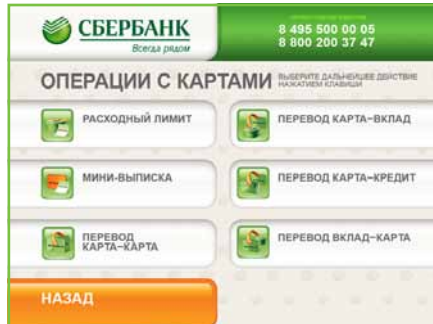 СБЕРБАНК
Всегда рядом
8 495 500 00 05
8 800 200 37 47
ОПЕРАЦИИ С КАРТАМИ
ВЫБЕРИТЕ ДАЛЬНЕЙШЕЕ ДЕЙСТВИЕ
НАЖАТИЕМ КЛАВИШИ
РАСХОДНЫЙ ЛИМИТ
ПЕРЕВОД КАРТА–ВКЛАД
МИНИ-ВЫПИСКА
ПЕРЕВОД КАРТА–КРЕДИТ
ПЕРЕВОД
КАРТА–КАРТА
ПЕРЕВОД ВКЛАД–КАРТА
НАЗАД